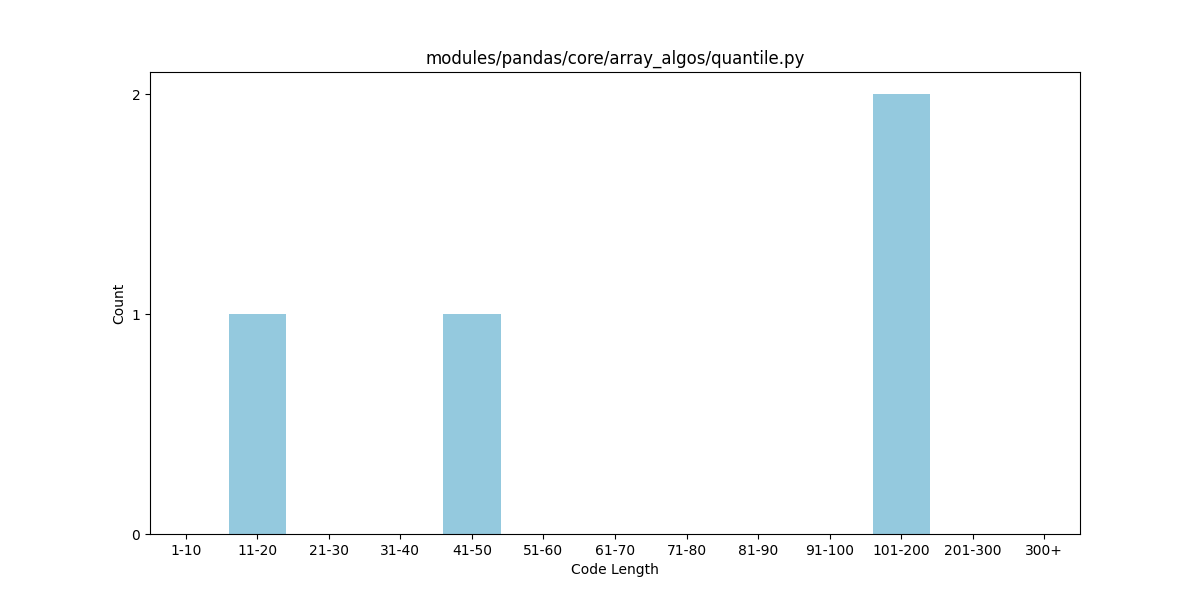 modules/pandas/core/array_algos/quantile.py
2
1
0
Count
1-10 11-20 21-30 31-40 41-50 51-60 61-70 71-80 81-90 91-100 101-200 201-300 300+
Code Length